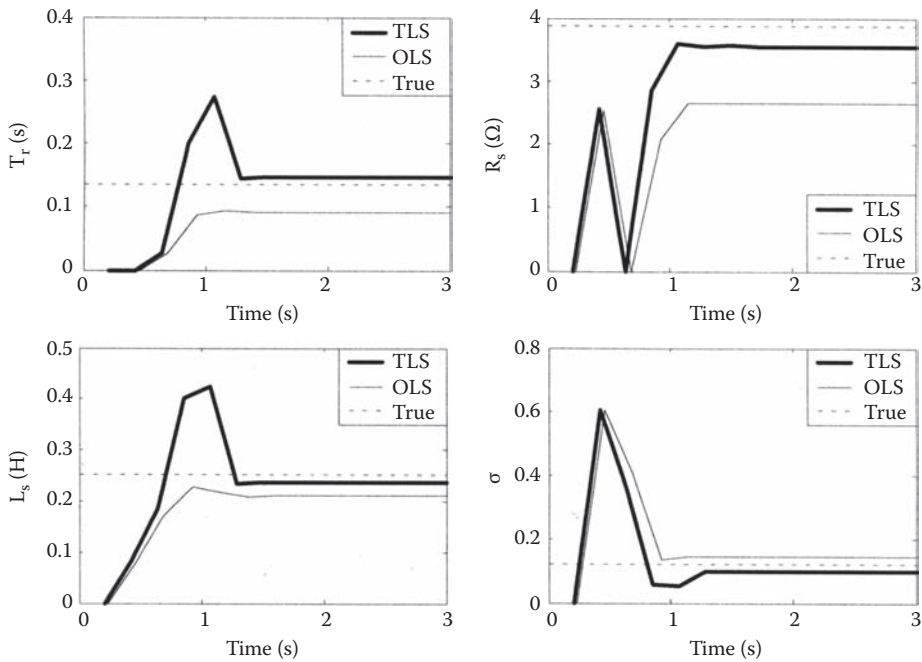 0.4
0.3
0.2
0.1
0
T_r (s)
0
1
2
3
Time (s)
TLS
OLS
True
4
3
2
1
0
R_s (Ω)
0
1
2
3
Time (s)
TLS
OLS
True
0.5
0.4
0.3
0.2
0.1
0
L_s (H)
0
1
2
3
Time (s)
TLS
OLS
True
0.8
0.6
0.4
0.2
0
σ
0
1
2
3
Time (s)
TLS
OLS
True